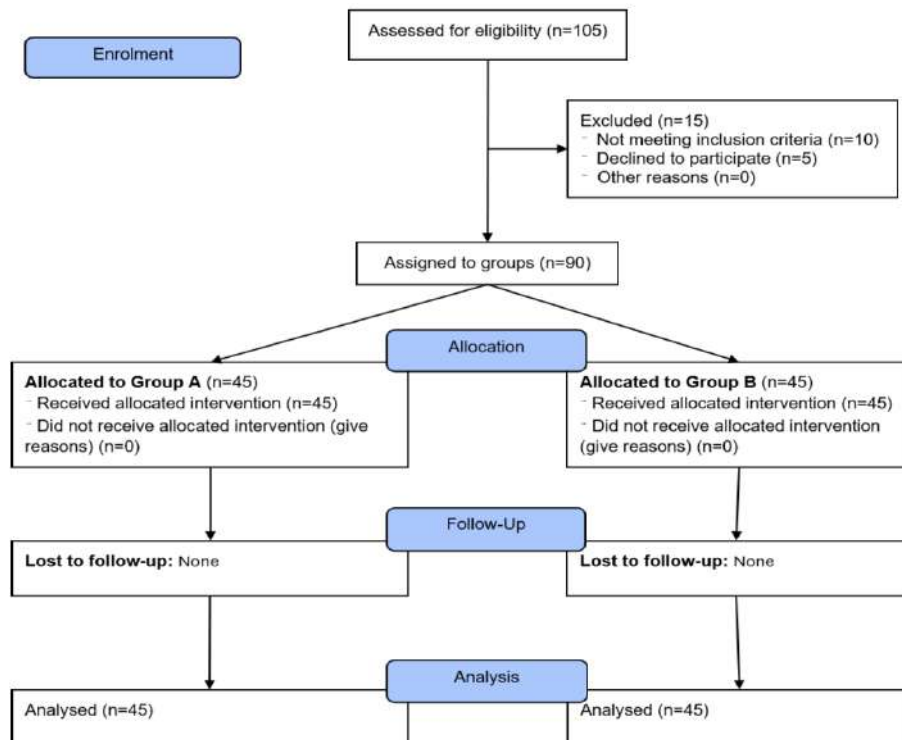 Assessed for eligibility (n=105)
Enrolment
Excluded (n=15)
- Not meeting inclusion criteria (n=10)
- Declined to participate (n=5)
- Other reasons (n=0)
Assigned to groups (n=90)
Allocation
Allocated to Group A (n=45)
- Received allocated intervention (n=45)
- Did not receive allocated intervention (give
reasons) (n=0)
Allocated to Group B (n=45)
- Received allocated intervention (n=45)
- Did not receive allocated intervention
(give reasons) (n=0)
Follow-Up
Lost to follow-up: None
Lost to follow-up: None
Analysis
Analysed (n=45)
Analysed (n=45)